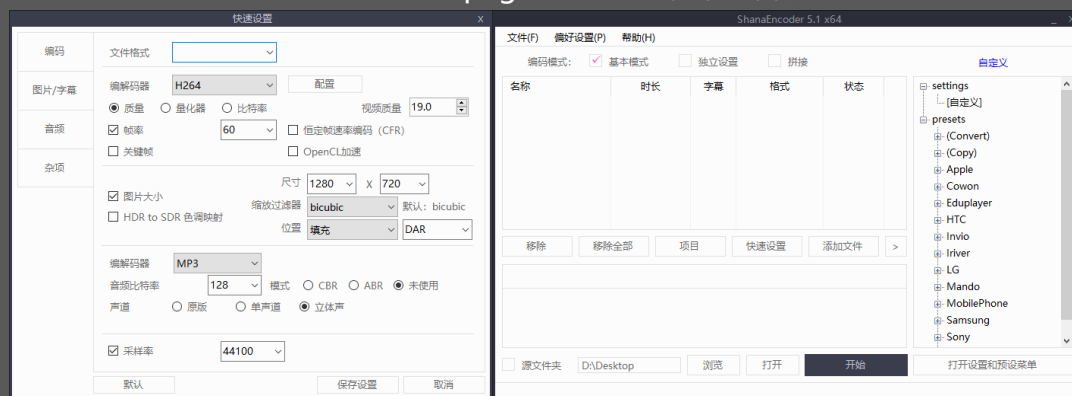 快速设置
X
编码
图片/字幕
音频
杂项
文件格式
编解码器 H264 配置
质量 量化器 比特率 视频质量 19.0
帧率 60 恒定帧速率编码 (CFR)
关键帧 OpenCL加速
尺寸 1280 X 720
图片大小
缩放过滤器 bicubic 默认: bicubic
HDR to SDR 色调映射
位置 填充 DAR
编解码器 MP3
音频比特率 128 模式 CBR ABR 未使用
声道 原版 单声道 立体声
采样率 44100
默认 保存设置 取消
ShanaEncoder 5.1 x64
文件(F) 偏好设置(P) 帮助(H)
编码模式: 基本模式 独立设置 拼接
自定义
名称 时长 字幕 格式 状态
移除 移除全部 项目 快速设置 添加文件 >
settings
[自定义]
presets
(Convert)
(Copy)
Apple
Cowon
Eduplayer
HTC
Invio
Iriver
LG
Mando
MobilePhone
Samsung
Sony
源文件夹 D:\Desktop 浏览 打开 开始
打开设置和预设菜单